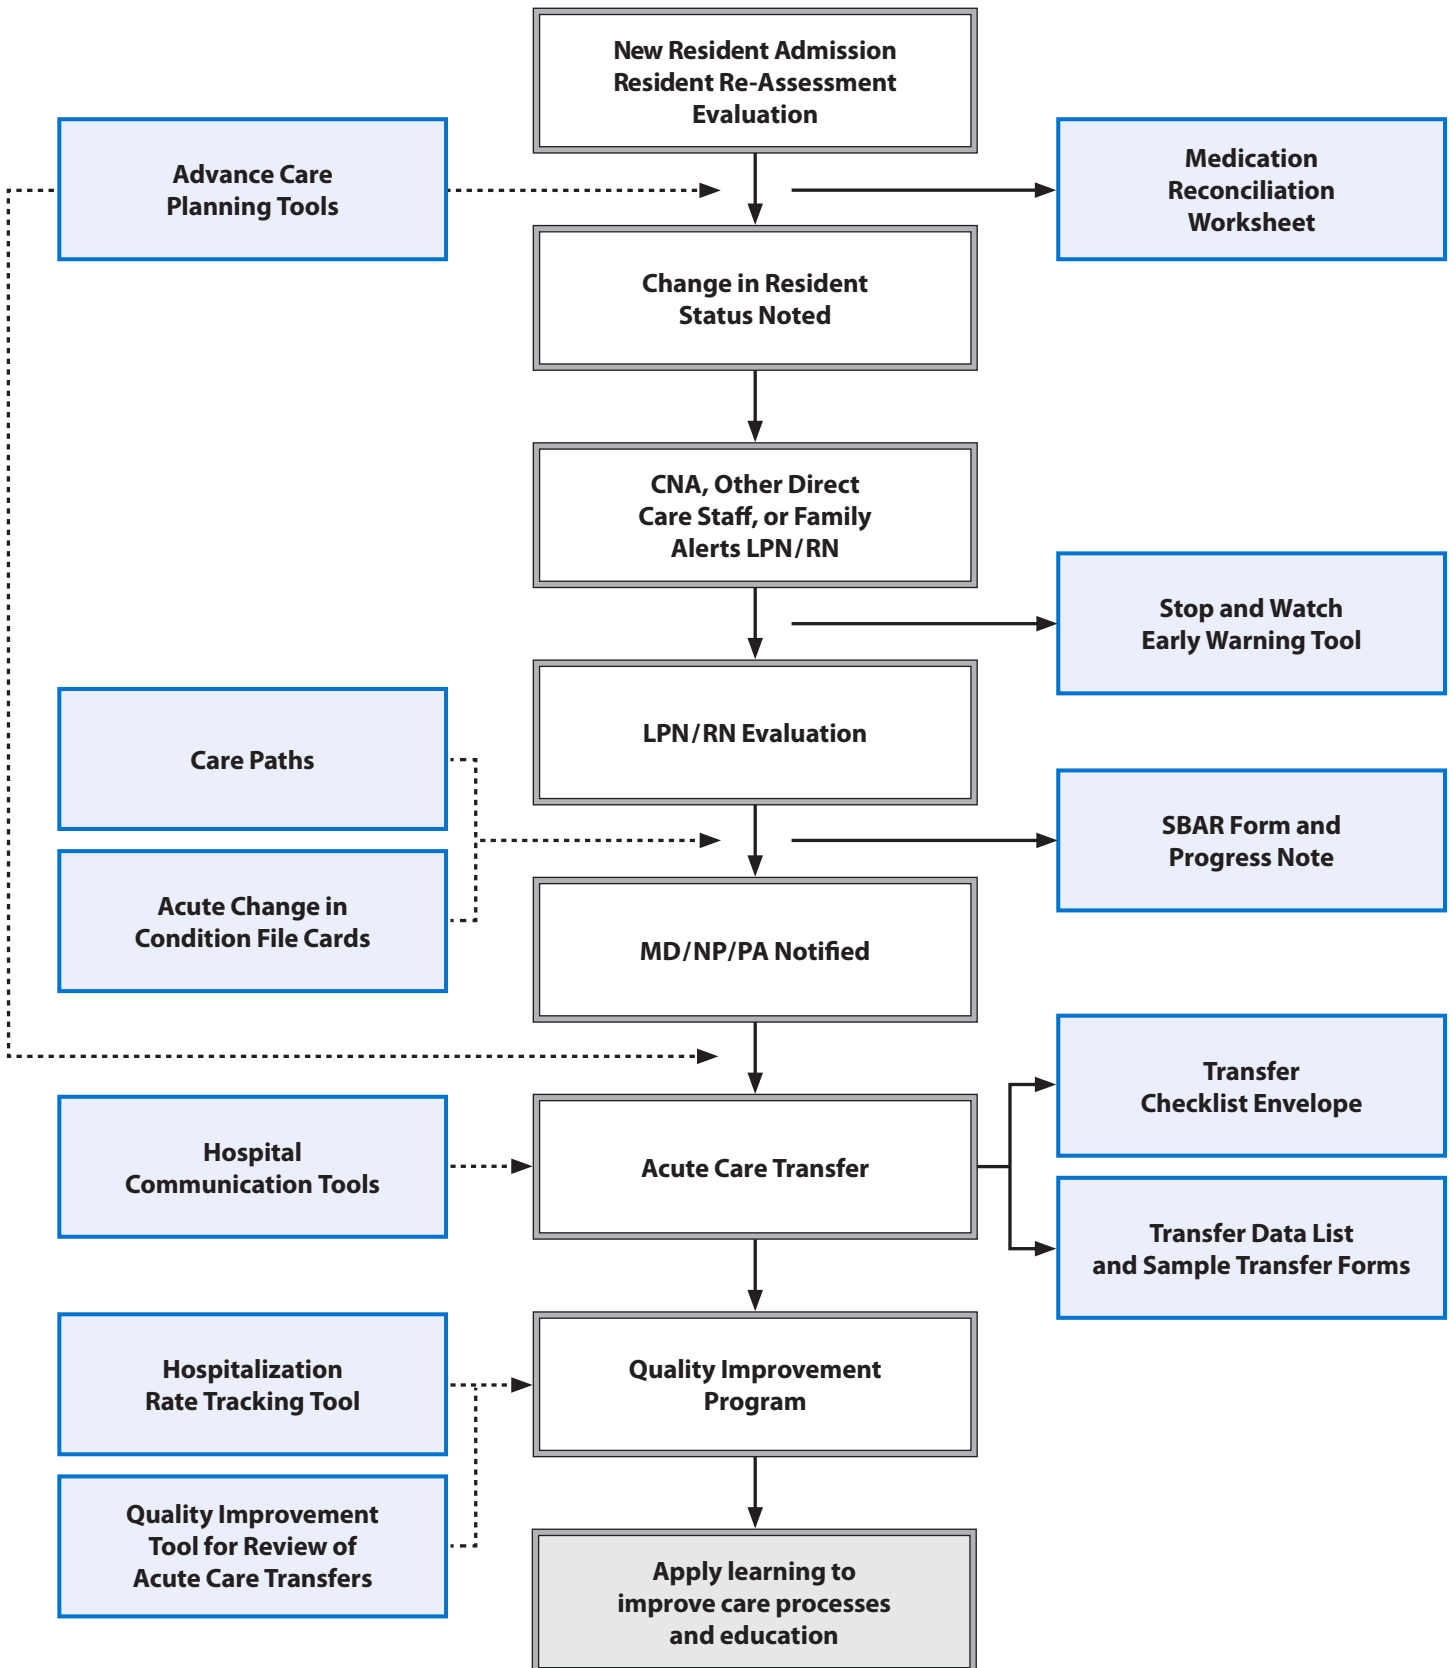 New Resident Admission
Resident Re-Assessment
Evaluation
Advance Care
Planning Tools
Medication
Reconciliation
Worksheet
Change in Resident
Status Noted
CNA, Other Direct
Care Staff, or Family
Alerts LPN/RN
Stop and Watch
Early Warning Tool
LPN/RN Evaluation
Care Paths
SBAR Form and
Progress Note
Acute Change in
Condition File Cards
MD/NP/PA Notified
Transfer
Checklist Envelope
Hospital
Communication Tools
Acute Care Transfer
Transfer Data List
and Sample Transfer Forms
Hospitalization
Rate Tracking Tool
Quality Improvement
Program
Quality Improvement
Tool for Review of
Acute Care Transfers
Apply learning to
improve care processes
and education